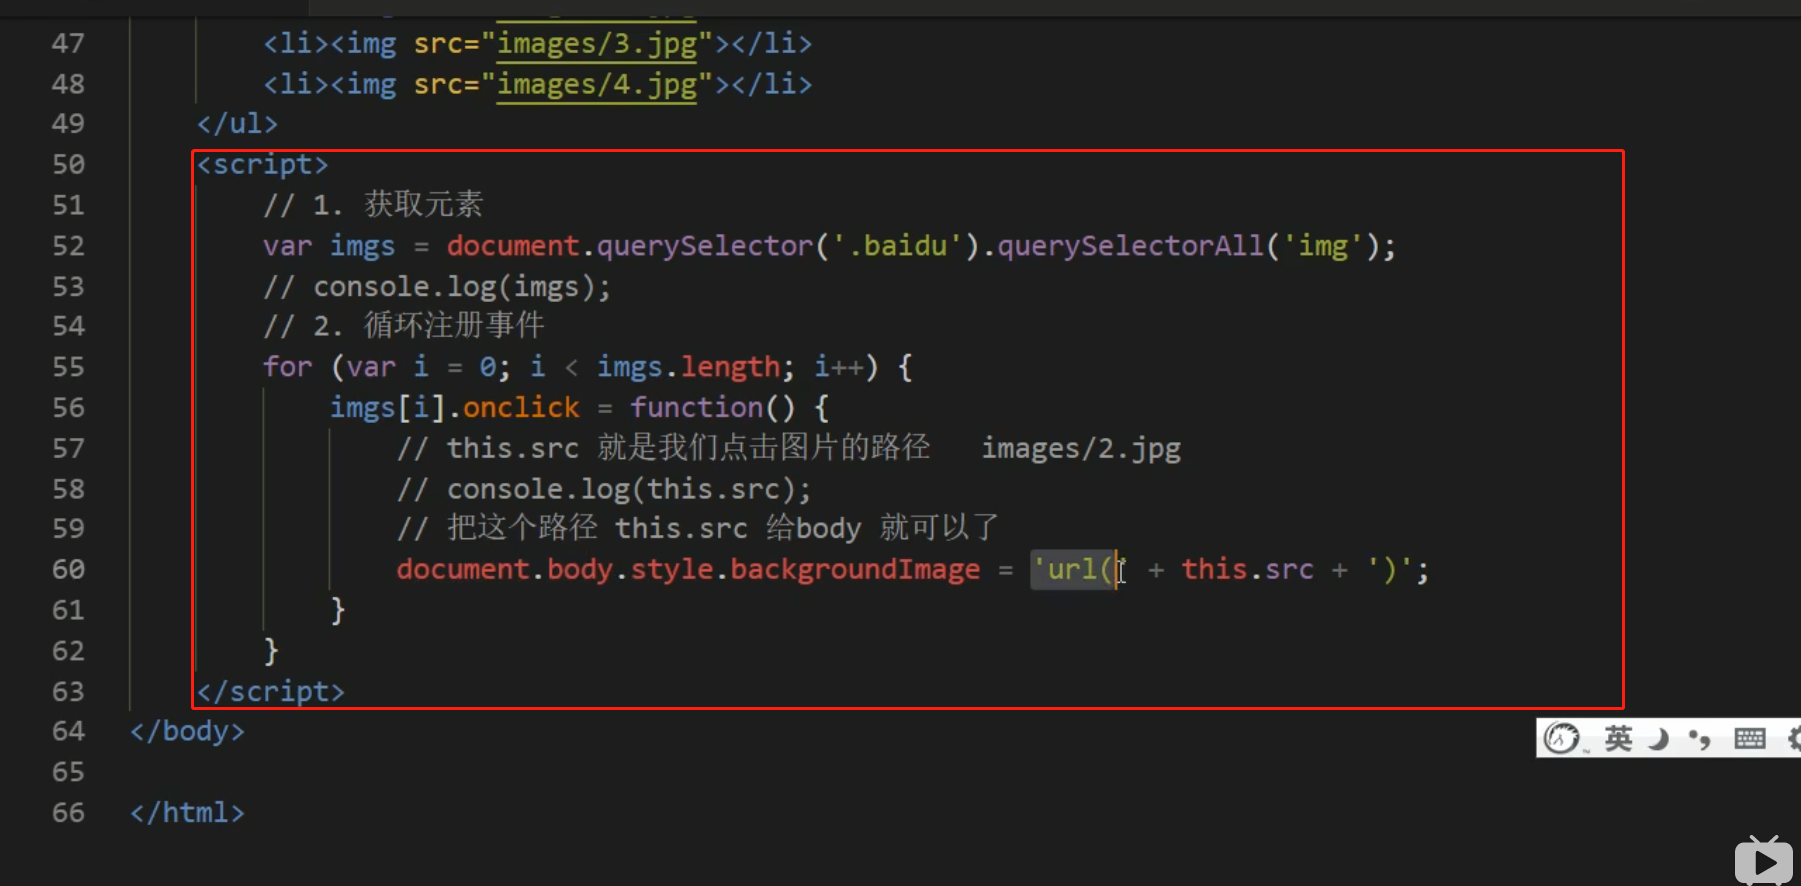 47 <li><img src="images/3.jpg"></li>
48 <li><img src="images/4.jpg"></li>
49 </ul>
50 <script>
51 // 1. 获取元素
52 var imgs = document.querySelector('.baidu').querySelectorAll('img');
53 // console.log(imgs);
54 // 2. 循环注册事件
55 for (var i = 0; i < imgs.length; i++) {
56 imgs[i].onclick = function() {
57 // this.src 就是我们点击图片的路径 images/2.jpg
58 // console.log(this.src);
59 // 把这个路径 this.src 给body 就可以了
60 document.body.style.backgroundImage = 'url(' + this.src + ')';
61 }
62 }
63 </script>
64 </body>
英
65
66 </html>